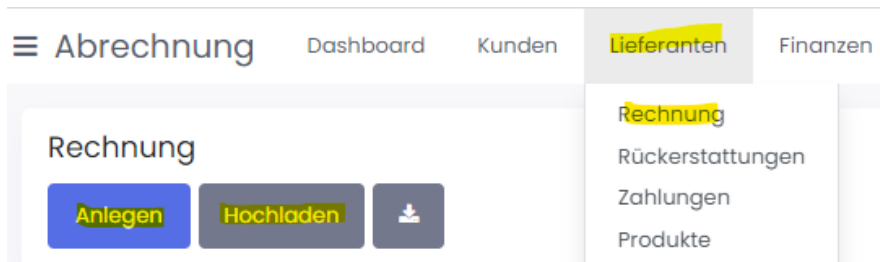 Abrechnung Dashboard Kunden Lieferanten Finanzen
Rechnung
Rückerstattungen
Zahlungen
Produkte
Rechnung
Anlegen Hochladen